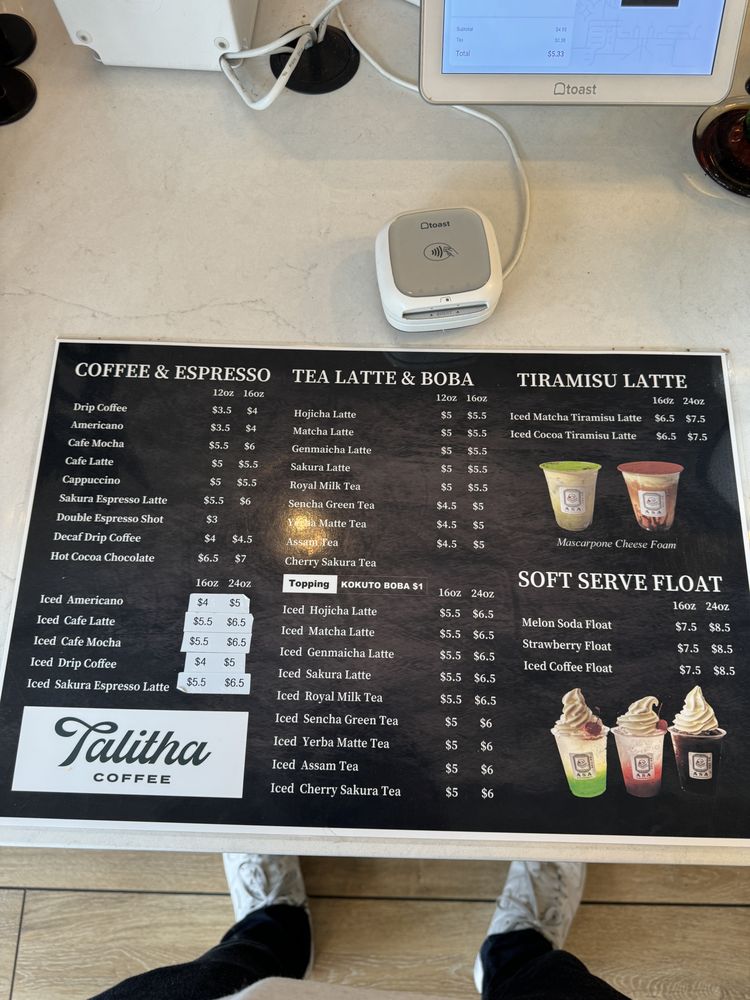 Subtotal
Tax
Total $5.33
toast
toast
COFFEE & ESPRESSO
12oz 16oz
Drip Coffee $3.5 $4
Americano $3.5 $4
Cafe Mocha $5.5 $6
Cafe Latte $5 $5.5
Cappuccino $5 $5.5
Sakura Espresso Latte $5.5 $6
Double Espresso Shot $3
Decaf Drip Coffee $4 $4.5
Hot Cocoa Chocolate $6.5 $7
16oz 24oz
Iced Americano $4 $5
Iced Cafe Latte $5.5 $6.5
Iced Cafe Mocha $5.5 $6.5
Iced Drip Coffee $4 $5
Iced Sakura Espresso Latte $5.5 $6.5
Talitha
COFFEE
TEA LATTE & BOBA
12oz 16oz
Hojicha Latte $5 $5.5
Matcha Latte $5 $5.5
Genmaicha Latte $5 $5.5
Sakura Latte $5 $5.5
Royal Milk Tea $5 $5.5
Sencha Green Tea $4.5 $5
Yerba Matte Tea $4.5 $5
Assam Tea $4.5 $5
Cherry Sakura Tea
Topping KOKUTO BOBA $1
16oz 24oz
Iced Hojicha Latte $5.5 $6.5
Iced Matcha Latte $5.5 $6.5
Iced Genmaicha Latte $5.5 $6.5
Iced Sakura Latte $5.5 $6.5
Iced Royal Milk Tea $5.5 $6.5
Iced Sencha Green Tea $5 $6
Iced Yerba Matte Tea $5 $6
Iced Assam Tea $5 $6
Iced Cherry Sakura Tea $5 $6
TIRAMISU LATTE
16oz 24oz
Iced Matcha Tiramisu Latte $6.5 $7.5
Iced Cocoa Tiramisu Latte $6.5 $7.5
ASA
ASA
Mascarpone Cheese Foam
SOFT SERVE FLOAT
16oz 24oz
Melon Soda Float $7.5 $8.5
Strawberry Float $7.5 $8.5
Iced Coffee Float $7.5 $8.5
ASA
ASA
ASA